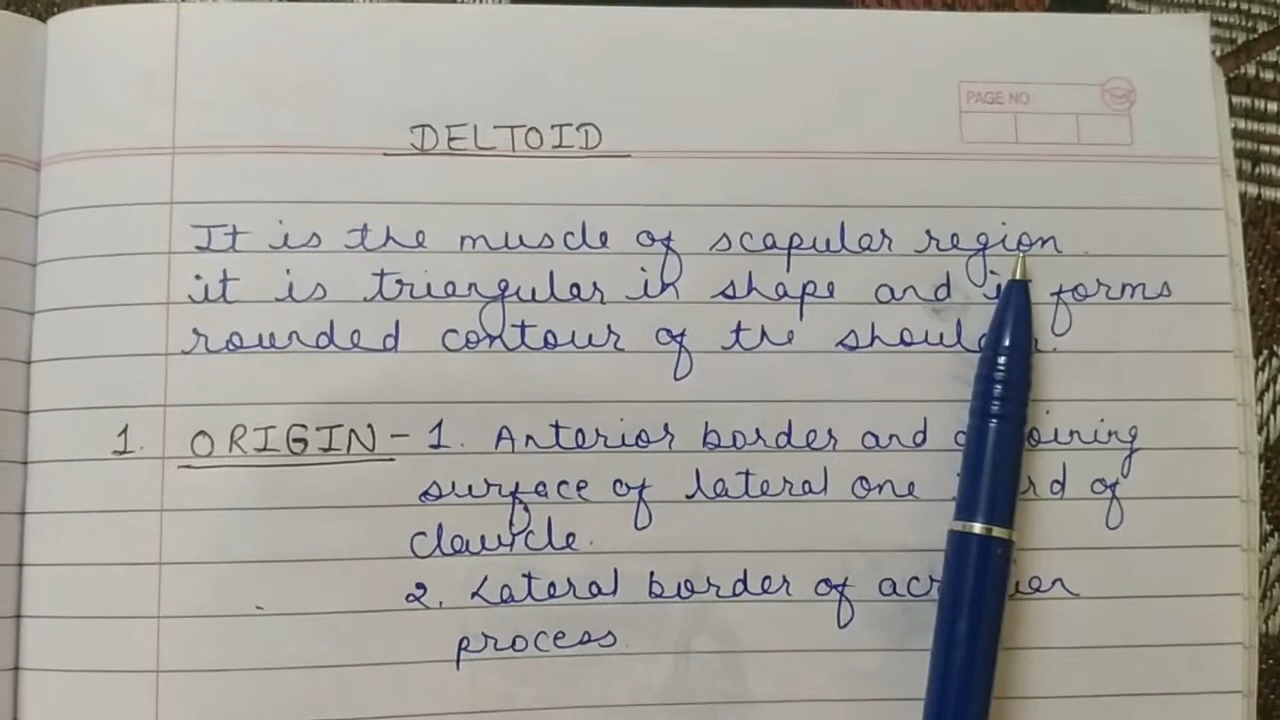 PAGE NO.
DELTOID
It is the muscle of scapular region.
it is triangular in shape and it forms
rounded contour of the
1. ORIGIN - 1. Anterior border and
surface of lateral one of
clavicle.
2. Lateral border of
process.